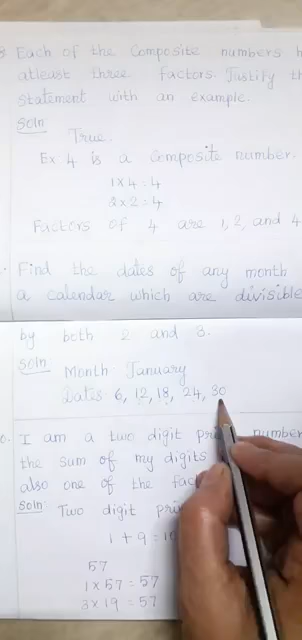 Each of the Composite numbers
atleast three factors. Justify
Statement with an example.
Soln
True.
Ex: 4 is a Composite number.
1 x 4 = 4
2 x 2 = 4
Factors of 4 are 1, 2, and 4
Find the dates of any month
a calendar which are divisible
by both 2 and 3.
Soln
Month January
Dates 6, 12, 18, 24, 30
I am a two digit number
the sum of my digits
also one of the
Soln: Two digit
1 + 9 = 10
57
1 x 57 = 57
3 x 19 = 57